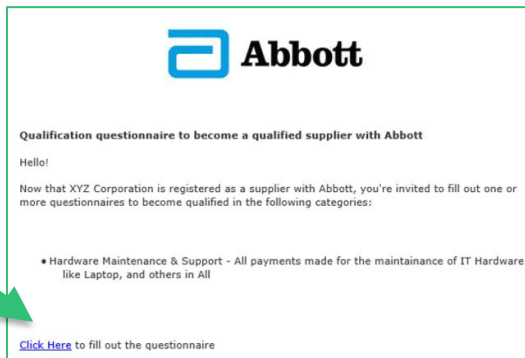 Abbott
Qualification questionnaire to become a qualified supplier with Abbott
Hello!
Now that XYZ Corporation is registered as a supplier with Abbott, you're invited to fill out one or
more questionnaires to become qualified in the following categories:
• Hardware Maintenance & Support - All payments made for the maintainance of IT Hardware
like Laptop, and others in All
Click Here to fill out the questionnaire